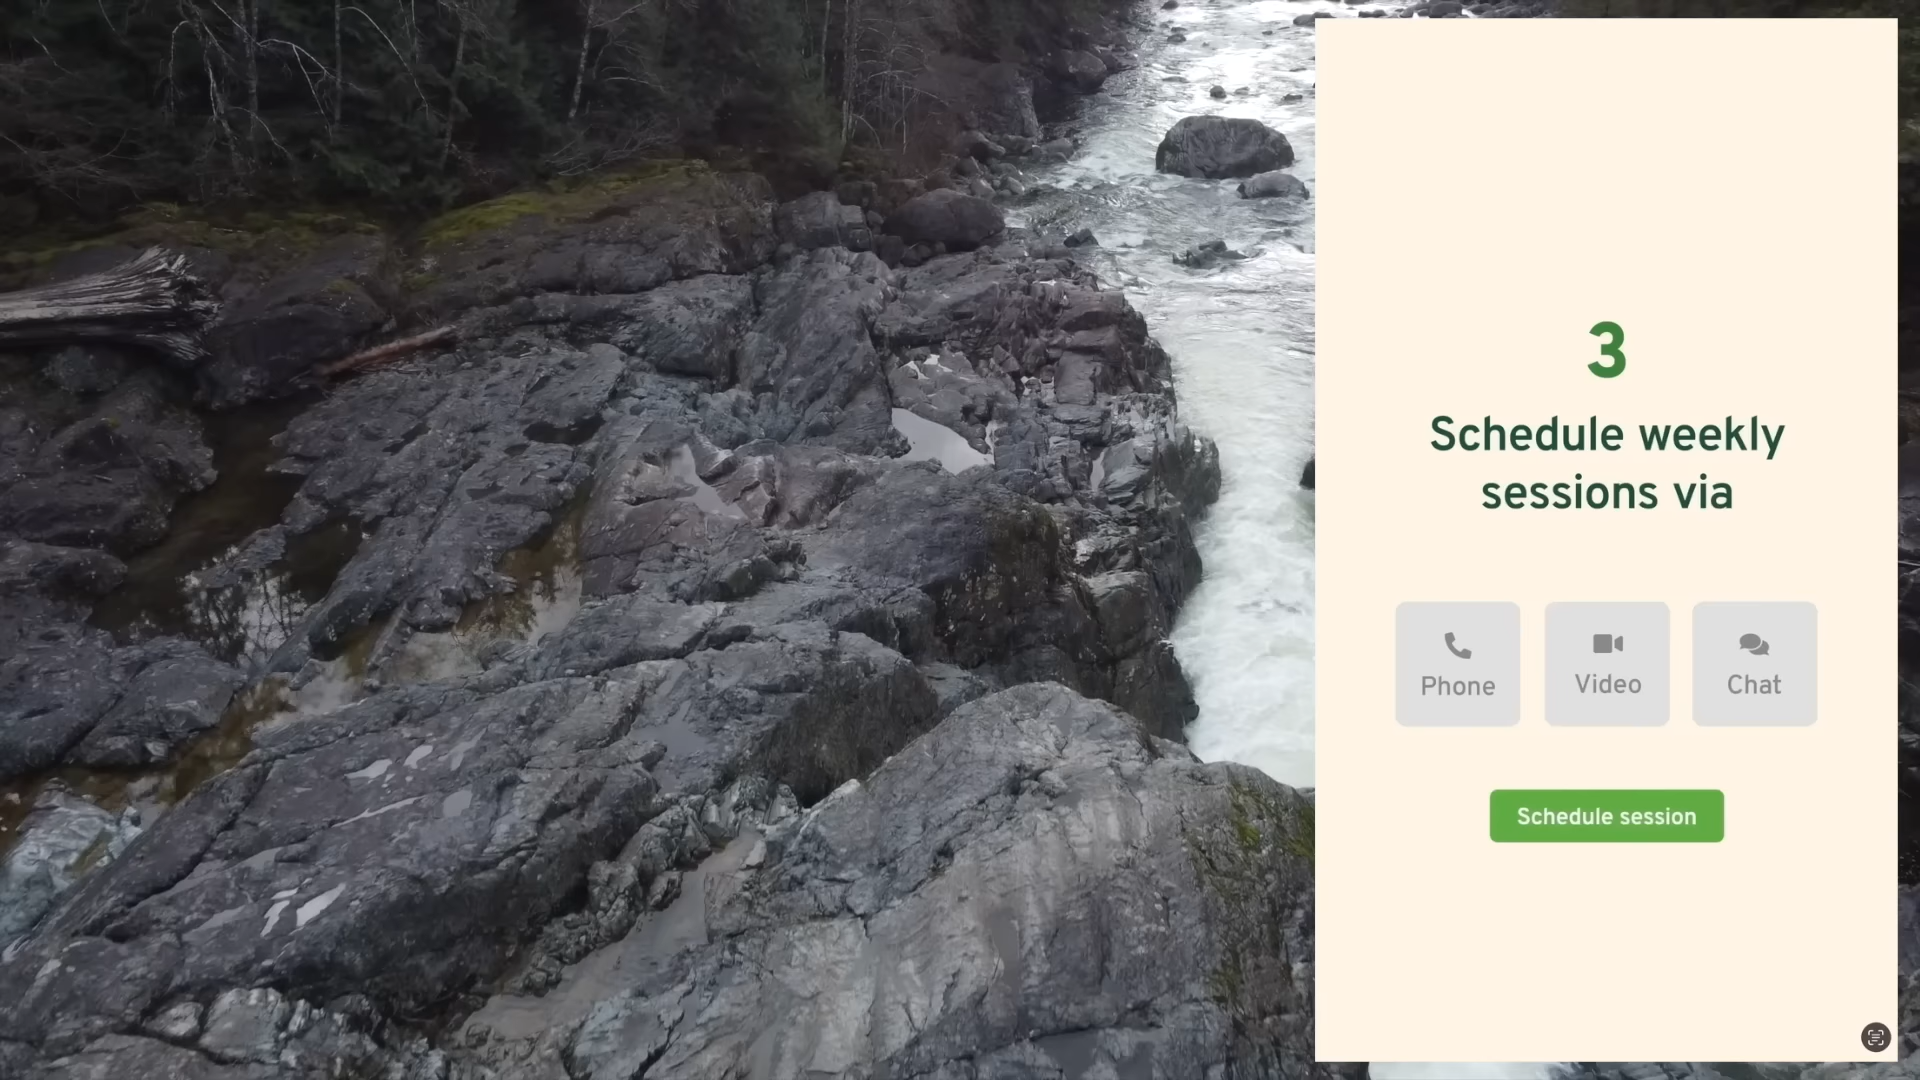 3
Schedule weekly
sessions via
Phone
Video
Chat
Schedule session